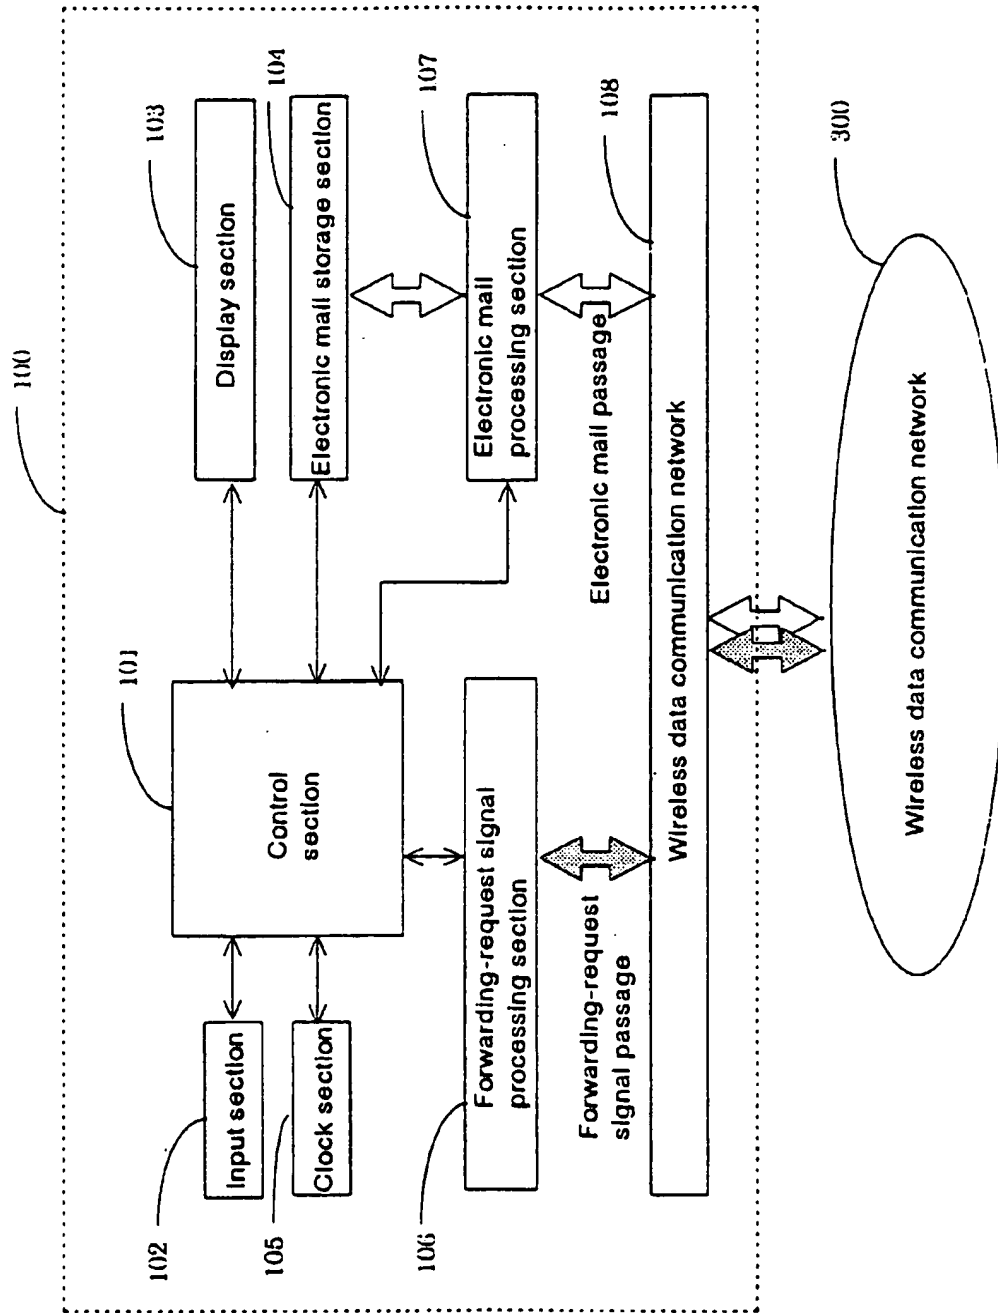 100
101
102
Input section
Control
section
Display section
103
105
Clock section
Electronic mail storage section
104
106
Forwarding-request signal
processing section
Electronic mail
processing section
107
Forwarding-request
signal passage
Electronic mail passage
Wireless data communication network
108
Wireless data communication network
300